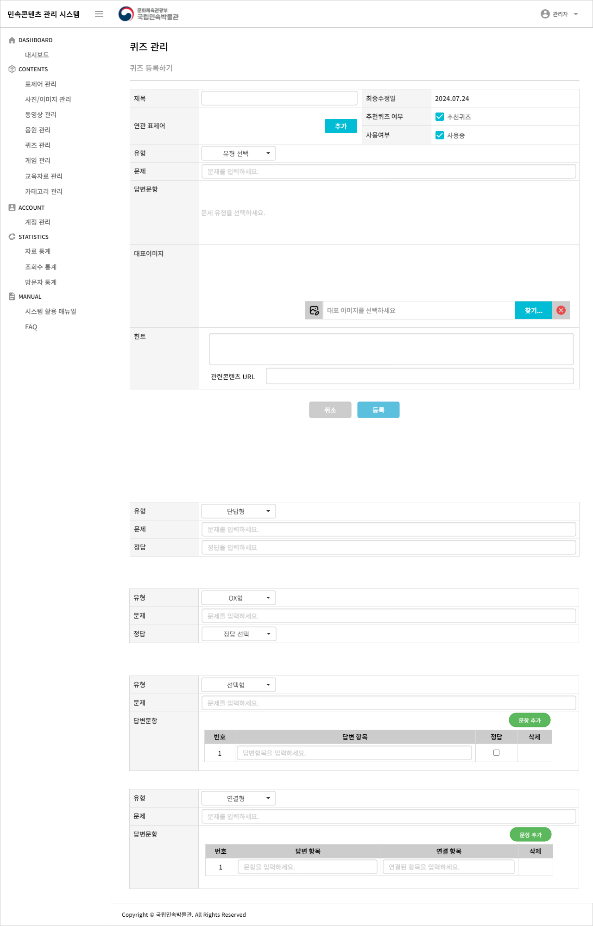 민속콘텐츠 관리 시스템
문화체육관광부
국립민속박물관
관리자
DASHBOARD
대시보드
CONTENTS
표제어 관리
사진/이미지 관리
동영상 관리
음원 관리
퀴즈 관리
게임 관리
교육자료 관리
카테고리 관리
ACCOUNT
계정 관리
STATISTICS
자료 통계
조회수 통계
방문자 통계
MANUAL
시스템 활용 매뉴얼
FAQ
퀴즈 관리
퀴즈 등록하기
제목
최종수정일 2024.07.24
연관 표제어 추가
추천퀴즈 여부 추천퀴즈
사용여부 사용중
유형 유형 선택
문제 문제를 입력하세요.
답변문항
문제 유형을 선택하세요.
대표이미지
대표 이미지를 선택하세요 찾기...
힌트
관련콘텐츠 URL
취소 등록
유형 단답형
문제 문제를 입력하세요.
정답 정답을 입력하세요.
유형 OX형
문제 문제를 입력하세요.
정답 정답 선택
유형 선택형
문제 문제를 입력하세요.
답변문항 문항 추가
번호 답변 항목 정답 삭제
1 답변항목을 입력하세요.
유형 연결형
문제 문제를 입력하세요.
답변문항 문항 추가
번호 답변 항목 연결 항목 삭제
1 문항을 입력하세요. 연결된 항목을 입력하세요.
Copyright © 국립민속박물관. All Rights Reserved